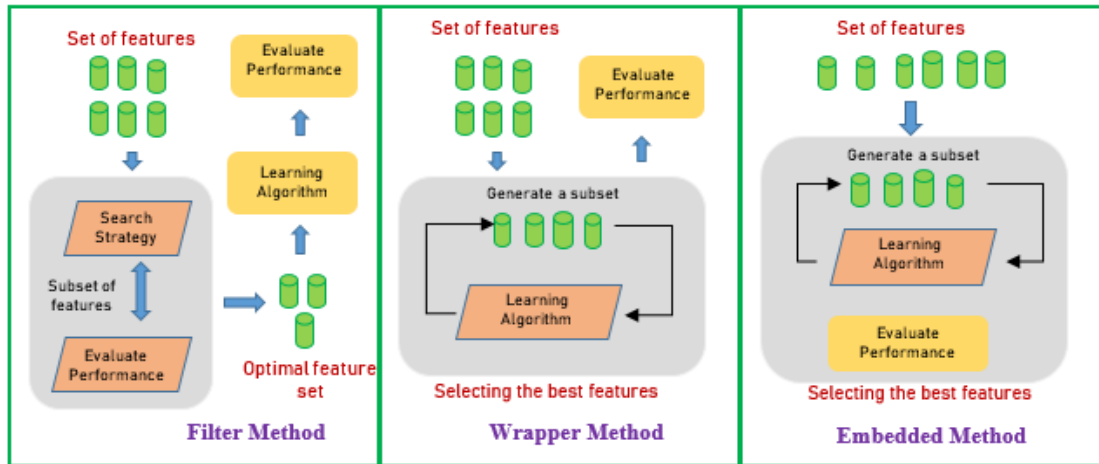 Set of features
Evaluate
Performance
Learning
Algorithm
Search
Strategy
Subset of
features
Evaluate
Performance
Optimal feature
set
Filter Method
Set of features
Evaluate
Performance
Generate a subset
Learning
Algorithm
Selecting the best features
Wrapper Method
Set of features
Generate a subset
Learning
Algorithm
Evaluate
Performance
Selecting the best features
Embedded Method